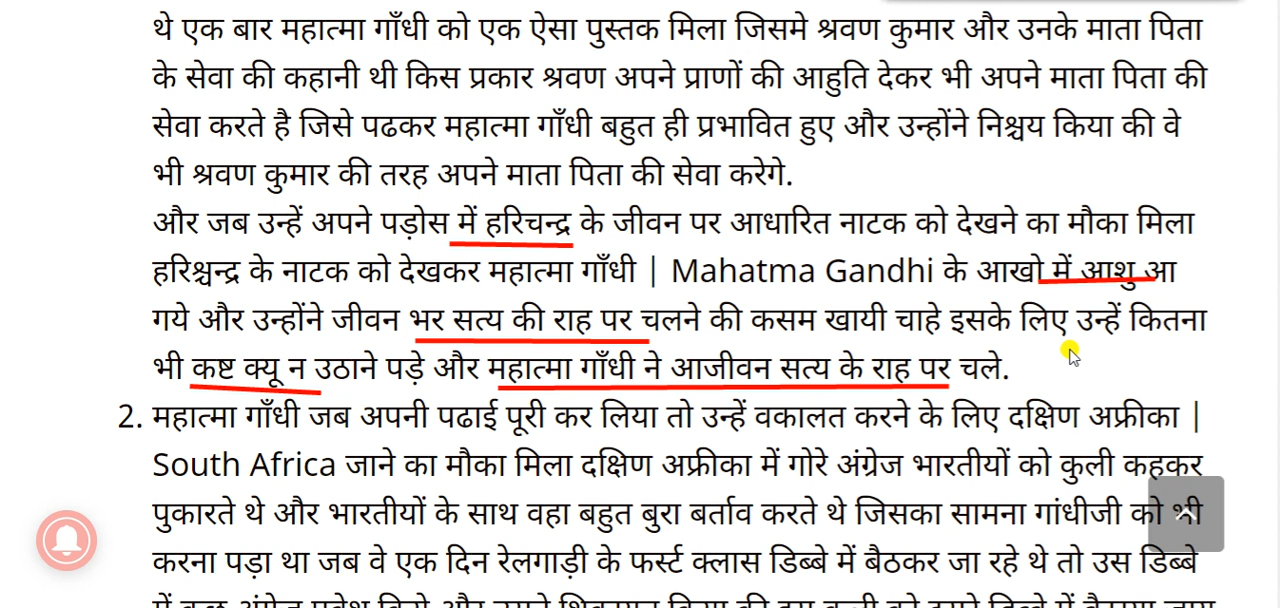 थे एक बार महात्मा गाँधी को एक ऐसा पुस्तक मिला जिसमे श्रवण कुमार और उनके माता पिता
के सेवा की कहानी थी किस प्रकार श्रवण अपने प्राणों की आहुति देकर भी अपने माता पिता की
सेवा करते है जिसे पढकर महात्मा गाँधी बहुत ही प्रभावित हुए और उन्होंने निश्चय किया की वे
भी श्रवण कुमार की तरह अपने माता पिता की सेवा करेगे.
और जब उन्हें अपने पड़ोस में हरिचन्द्र के जीवन पर आधारित नाटक को देखने का मौका मिला
हरिश्चन्द्र के नाटक को देखकर महात्मा गाँधी | Mahatma Gandhi के आखो में आशु आ
गये और उन्होंने जीवन भर सत्य की राह पर चलने की कसम खायी चाहे इसके लिए उन्हें कितना
भी कष्ट क्यू न उठाने पड़े और महात्मा गाँधी ने आजीवन सत्य के राह पर चले.
2. महात्मा गाँधी जब अपनी पढाई पूरी कर लिया तो उन्हें वकालत करने के लिए दक्षिण अफ्रीका |
South Africa जाने का मौका मिला दक्षिण अफ्रीका में गोरे अंग्रेज भारतीयों को कुली कहकर
पुकारते थे और भारतीयों के साथ वहा बहुत बुरा बर्ताव करते थे जिसका सामना गांधीजी को भी
करना पड़ा था जब वे एक दिन रेलगाड़ी के फर्स्ट क्लास डिब्बे में बैठकर जा रहे थे तो उस डिब्बे